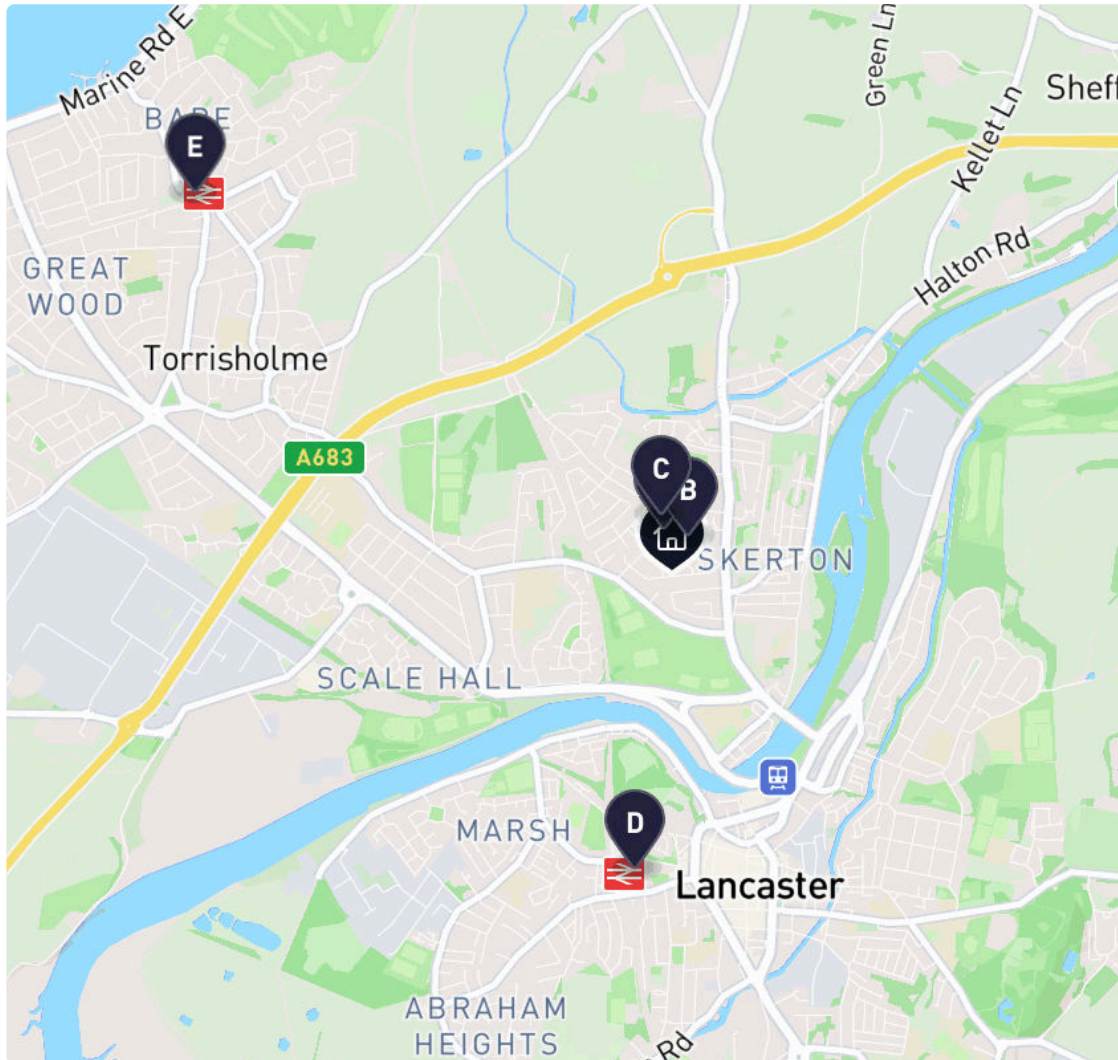 Marine Rd E
BARE
E
Green Ln
Kellet Ln
Sheff
Halton Rd
GREAT
WOOD
Torrisholme
A683
C
B
SKERTON
SCALE HALL
MARSH
D
Lancaster
ABRAHAM
HEIGHTS
Rd